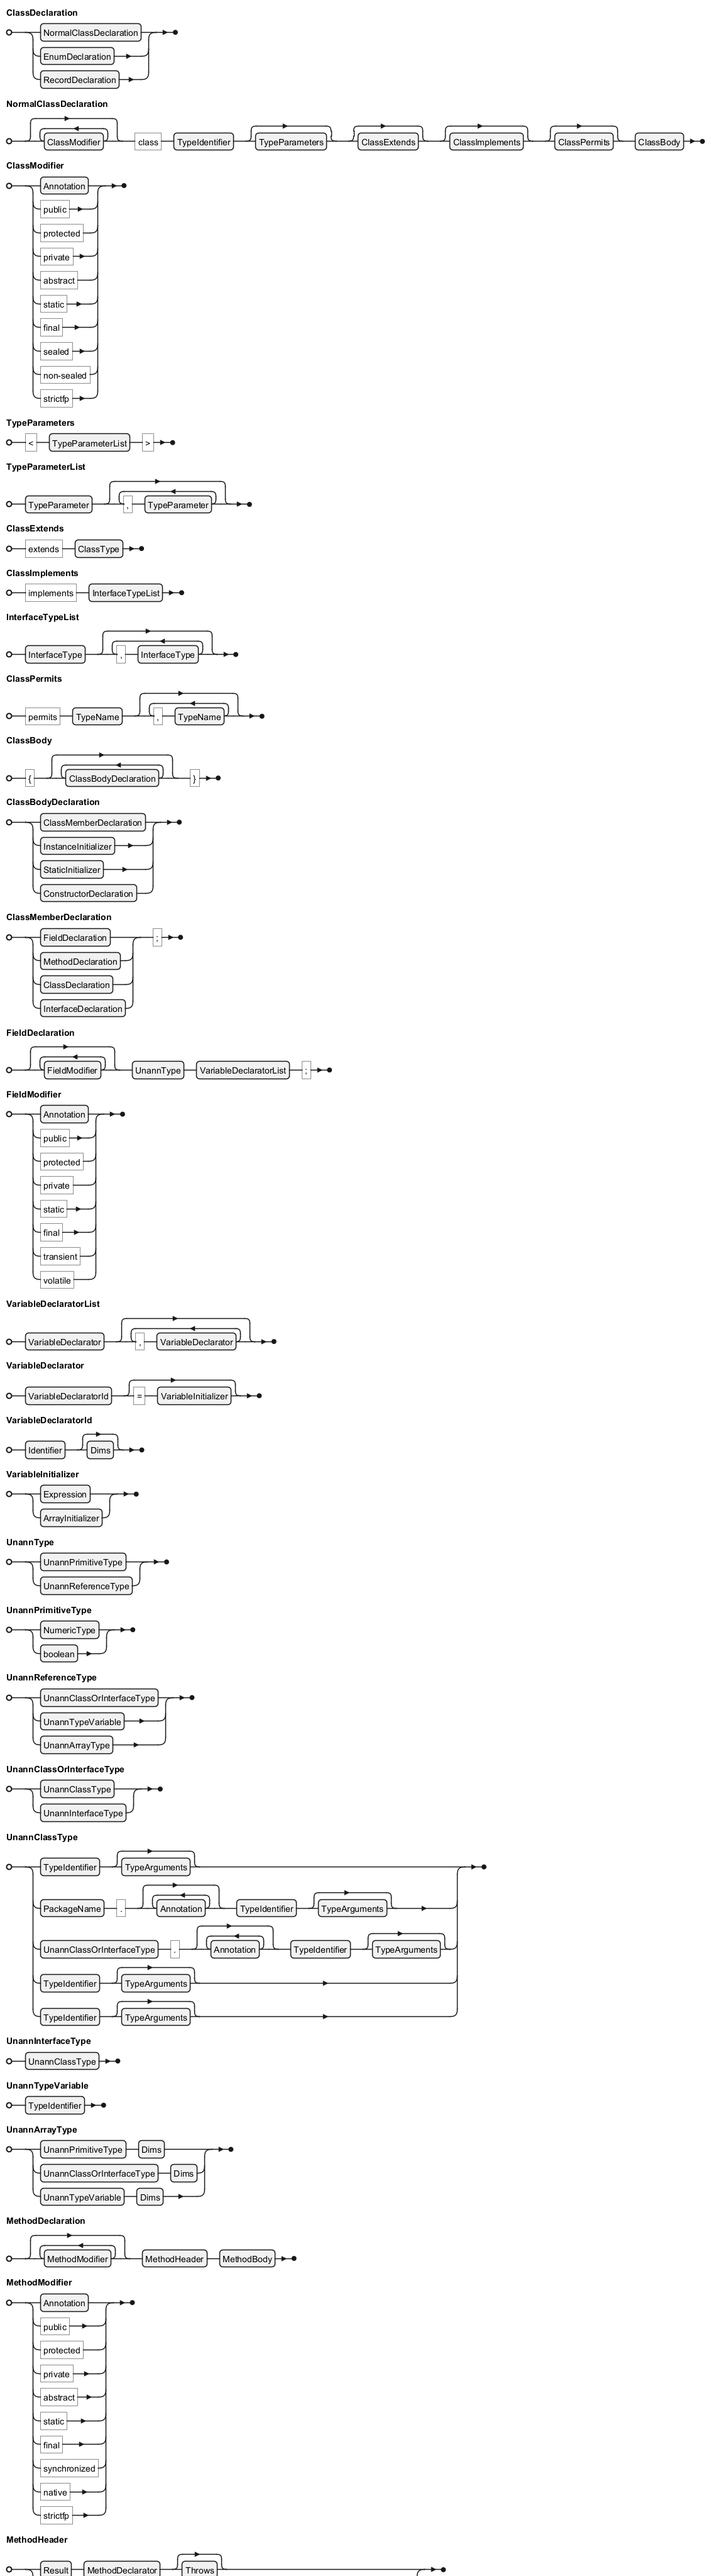 ClassDeclaration
NormalClassDeclaration
EnumDeclaration
RecordDeclaration
NormalClassDeclaration
ClassModifier class TypeIdentifier TypeParameters ClassExtends ClassImplements ClassPermits ClassBody
ClassModifier
Annotation
public
protected
private
abstract
static
final
sealed
non-sealed
strictfp
TypeParameters
< TypeParameterList >
TypeParameterList
TypeParameter , TypeParameter
ClassExtends
extends ClassType
ClassImplements
implements InterfaceTypeList
InterfaceTypeList
InterfaceType , InterfaceType
ClassPermits
permits TypeName , TypeName
ClassBody
{ ClassBodyDeclaration }
ClassBodyDeclaration
ClassMemberDeclaration
InstanceInitializer
StaticInitializer
ConstructorDeclaration
ClassMemberDeclaration
FieldDeclaration ;
MethodDeclaration
ClassDeclaration
InterfaceDeclaration
FieldDeclaration
FieldModifier UnannType VariableDeclaratorList ;
FieldModifier
Annotation
public
protected
private
static
final
transient
volatile
VariableDeclaratorList
VariableDeclarator , VariableDeclarator
VariableDeclarator
VariableDeclaratorId = VariableInitializer
VariableDeclaratorId
Identifier Dims
VariableInitializer
Expression
ArrayInitializer
UnannType
UnannPrimitiveType
UnannReferenceType
UnannPrimitiveType
NumericType
boolean
UnannReferenceType
UnannClassOrInterfaceType
UnannTypeVariable
UnannArrayType
UnannClassOrInterfaceType
UnannClassType
UnannInterfaceType
UnannClassType
TypeIdentifier TypeArguments
PackageName . Annotation TypeIdentifier TypeArguments
UnannClassOrInterfaceType . Annotation TypeIdentifier TypeArguments
TypeIdentifier TypeArguments
TypeIdentifier TypeArguments
UnannInterfaceType
UnannClassType
UnannTypeVariable
TypeIdentifier
UnannArrayType
UnannPrimitiveType Dims
UnannClassOrInterfaceType Dims
UnannTypeVariable Dims
MethodDeclaration
MethodModifier MethodHeader MethodBody
MethodModifier
Annotation
public
protected
private
abstract
static
final
synchronized
native
strictfp
MethodHeader
Result MethodDeclarator Throws